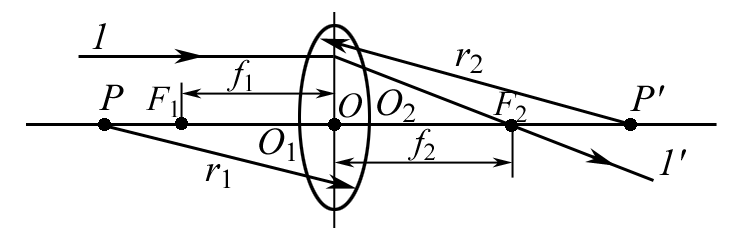 1
r₂
f₁
P F₁ O O₂ F₂ P′
O₁
f₂
r₁
1′